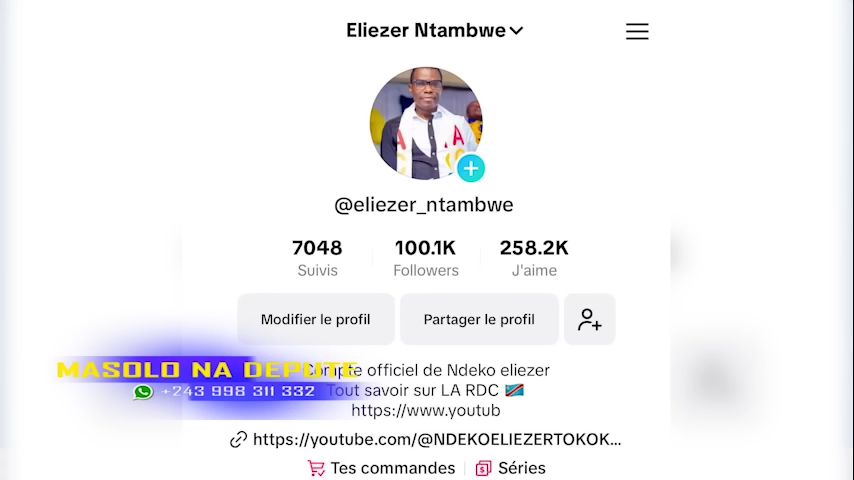 Eliezer Ntambwe
@eliezer_ntambwe
7048 100.1K 258.2K
Suivis Followers J'aime
Modifier le profil Partager le profil
MASOLO NA DEPUTE
+243 998 311 332
officiel de Ndeko eliezer
Tout savoir sur LA RDC 🇨🇩
https://www.youtub
https://youtube.com/@NDEKOELIEZERTOKOK...
Tes commandes Séries